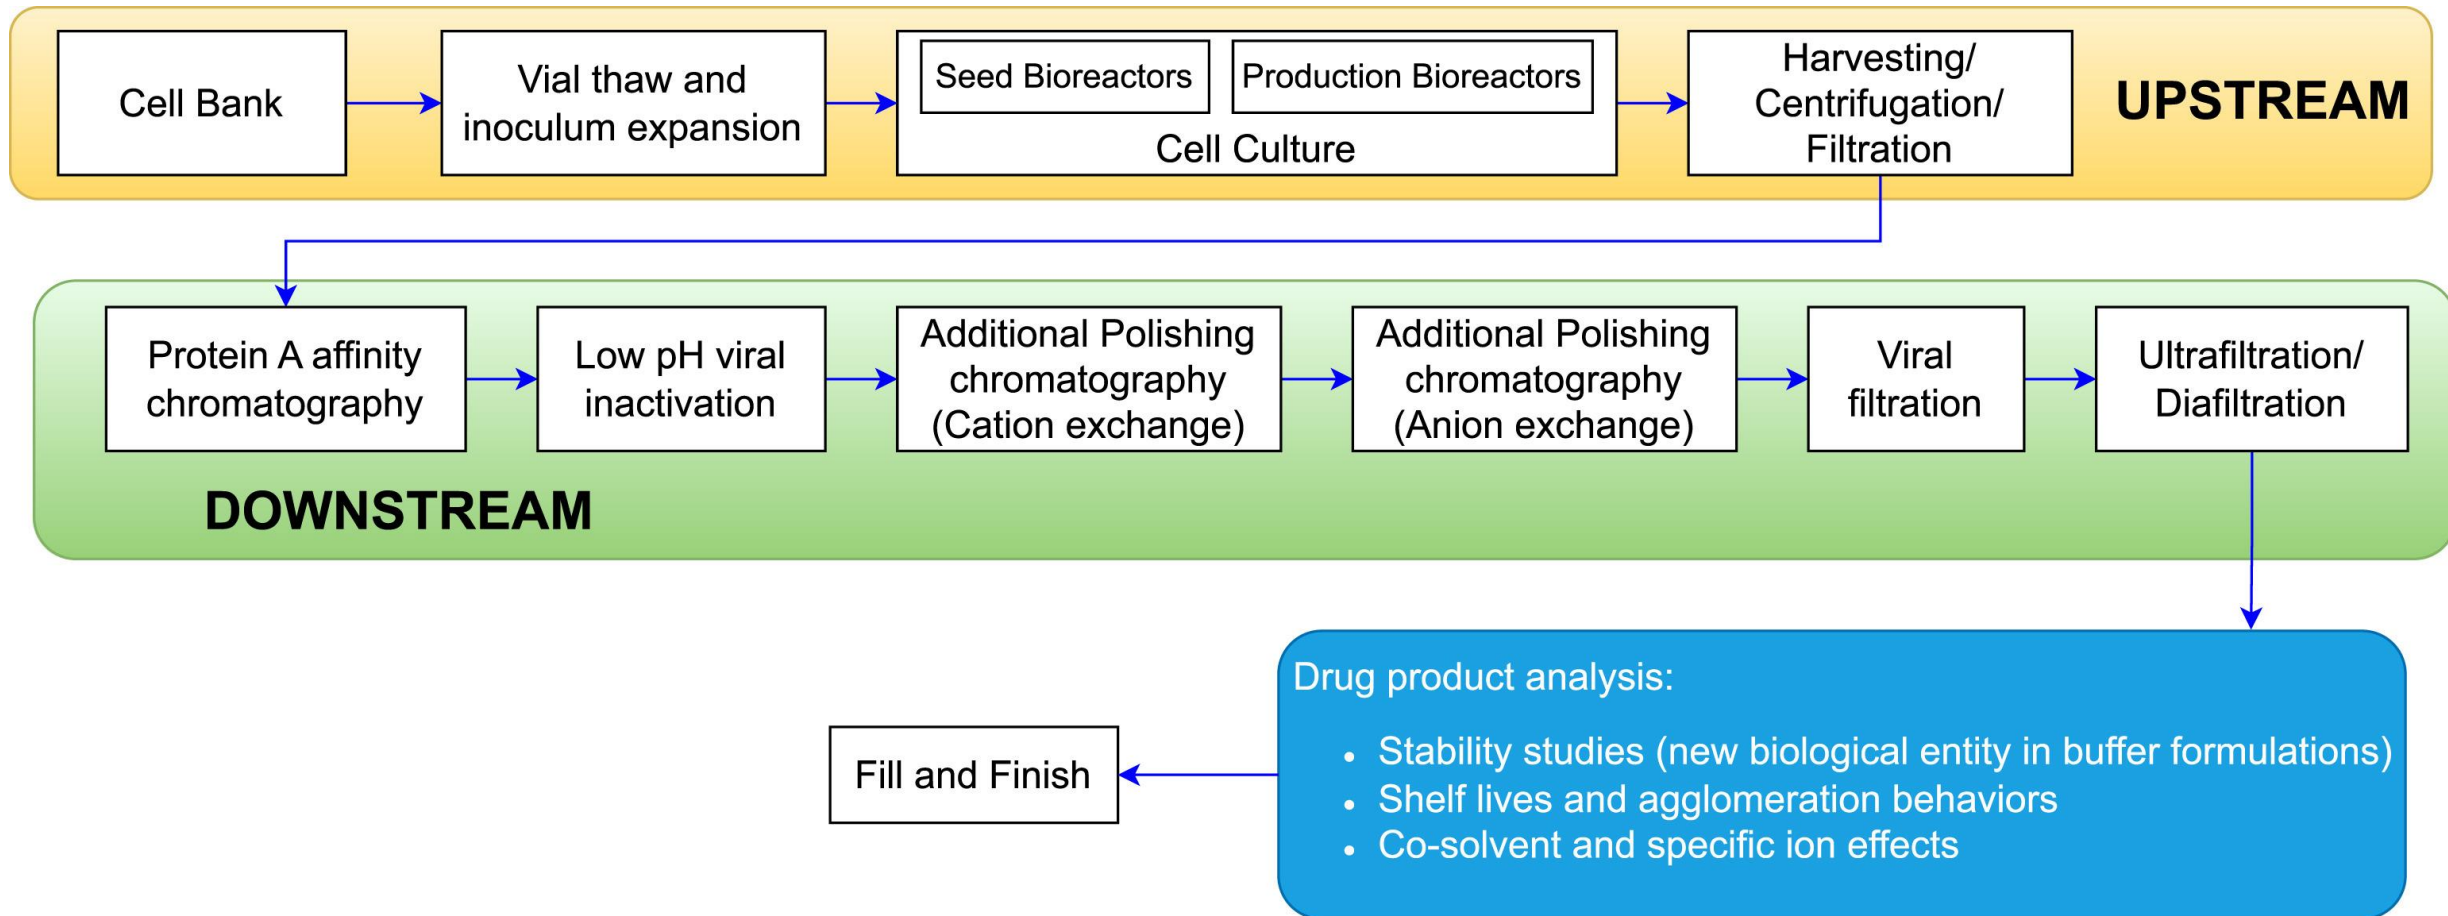 Cell Bank
Vial thaw and
inoculum expansion
Seed Bioreactors
Production Bioreactors
Cell Culture
Harvesting/
Centrifugation/
Filtration
UPSTREAM
Protein A affinity
chromatography
Low pH viral
inactivation
Additional Polishing
chromatography
(Cation exchange)
Additional Polishing
chromatography
(Anion exchange)
Viral
filtration
Ultrafiltration/
Diafiltration
DOWNSTREAM
Drug product analysis:
• Stability studies (new biological entity in buffer formulations)
• Shelf lives and agglomeration behaviors
• Co-solvent and specific ion effects
Fill and Finish